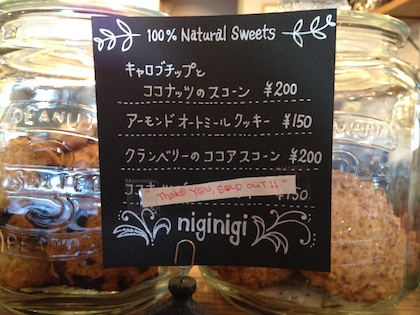 100% Natural Sweets
キャロブチップと
ココナッツのスコーン ¥200
アーモンドオートミールクッキー ¥150
クランベリーのココアスコーン ¥200
"Thank YOU, SOLD OUT!!"
¥150
niginigi
PEANU